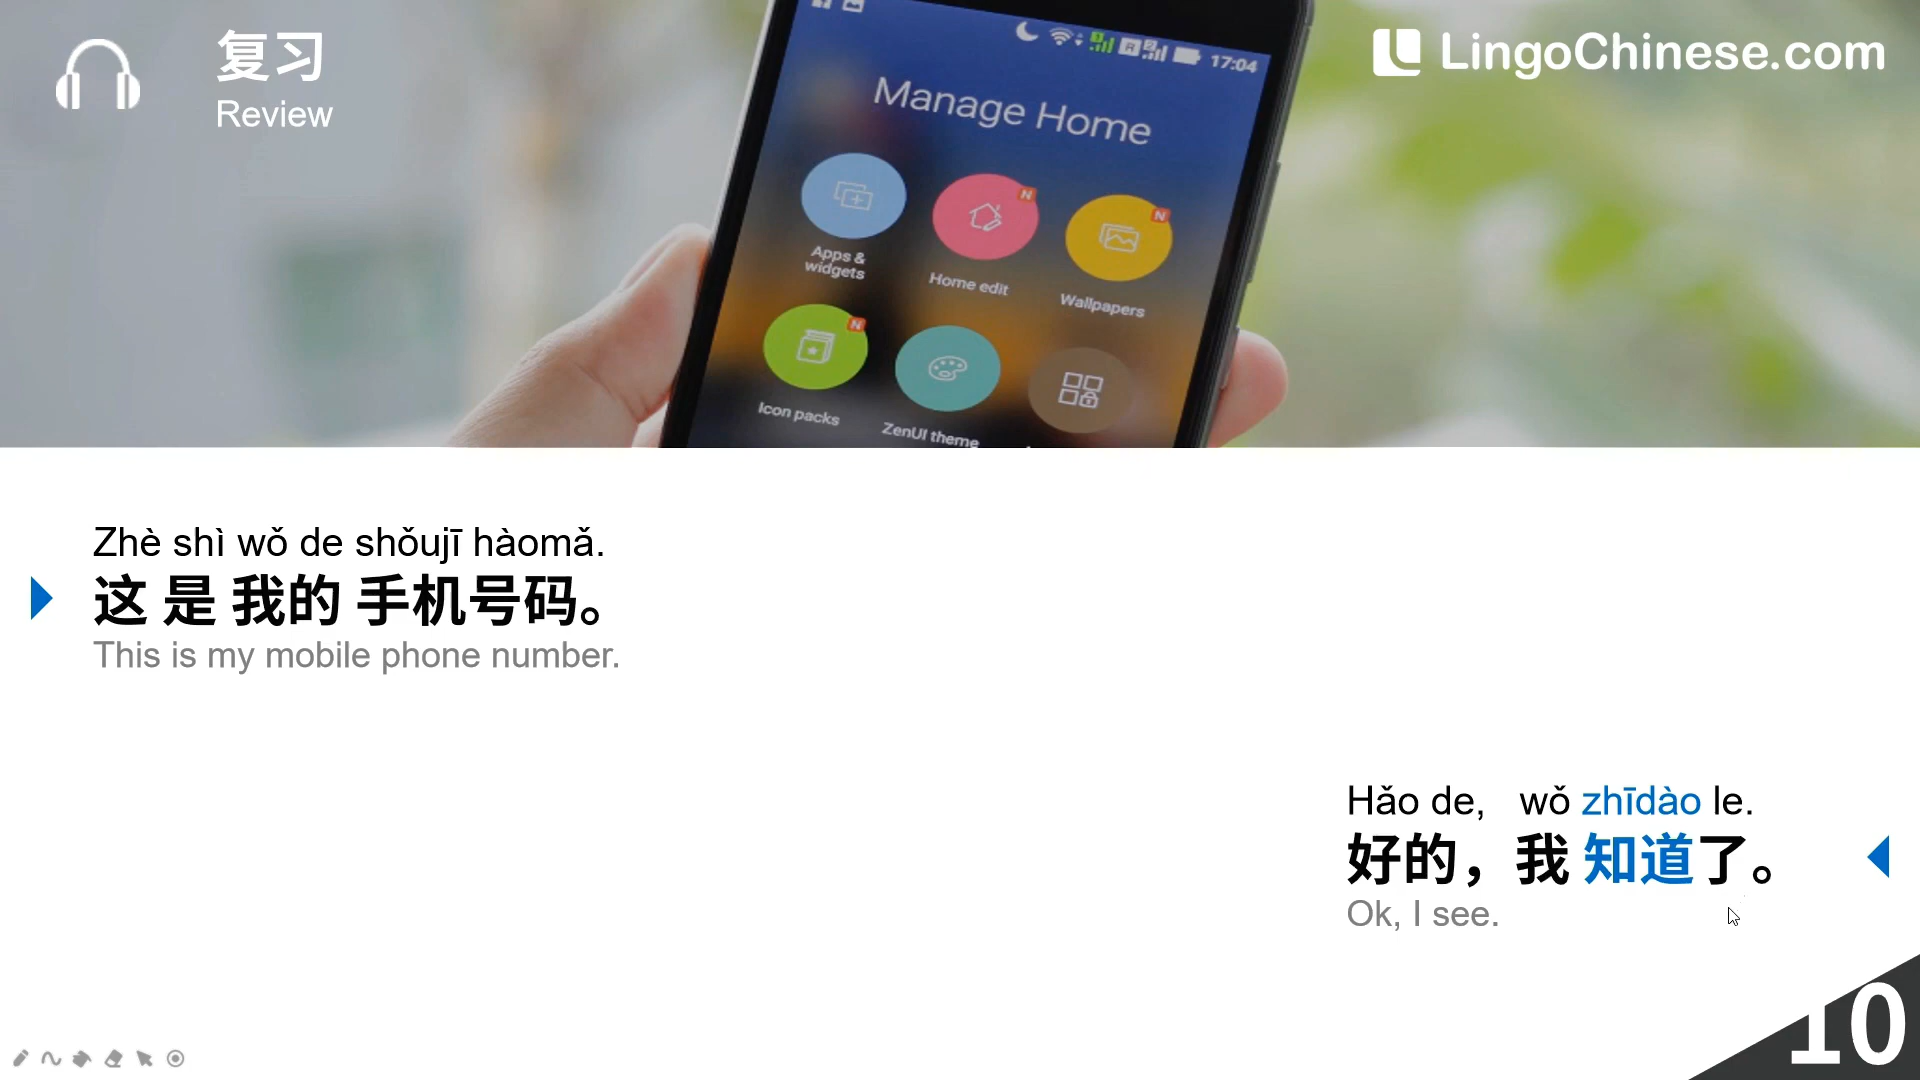 复习
Review
LingoChinese.com
17:04
Manage Home
Apps &
widgets
Home edit
Wallpapers
Icon packs
ZenUI theme
Zhè shì wǒ de shǒujī hàomǎ.
这 是 我的 手机号码。
This is my mobile phone number.
Hǎo de, wǒ zhīdào le.
好的，我 知道了。
Ok, I see.
10